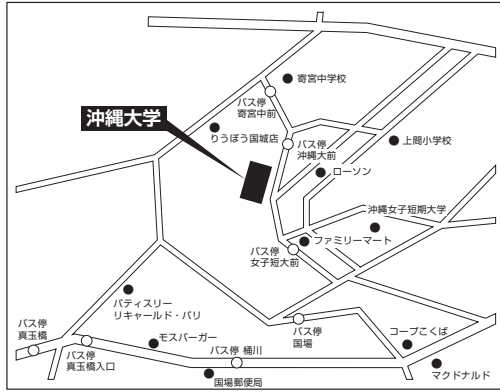 寄宮中学校
バス停
寄宮中前
沖縄大学
りうぼう国城店
バス停
沖縄大前
上間小学校
ローソン
沖縄女子短期大学
ファミリーマート
バス停
女子短大前
パティスリー
リキャールド・パリ
バス停
真玉橋
バス停
国場
コープこくば
モスバーガー
バス停 桶川
バス停
真玉橋入口
国場郵便局
マクドナルド